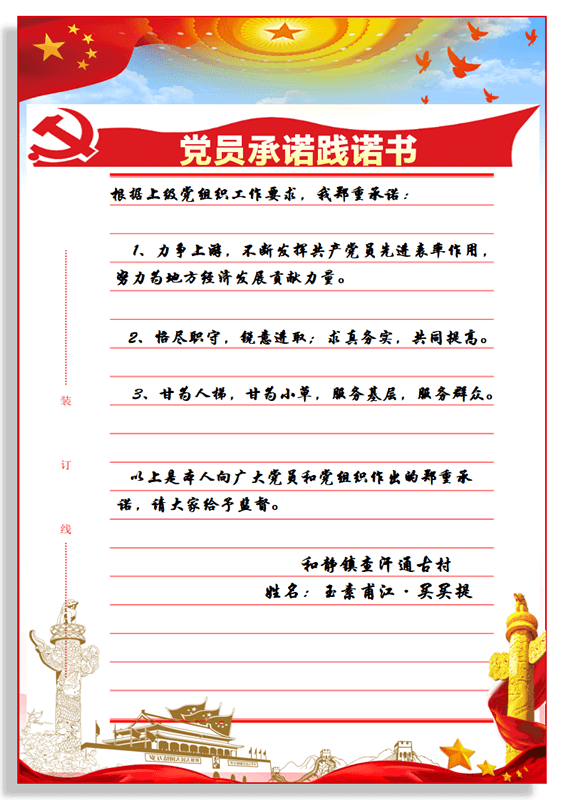 党员承诺践诺书
根据上级党组织工作要求，我郑重承诺：
1、力争上游，不断发挥共产党员先进表率作用，
努力为地方经济发展贡献力量。
2、恪尽职守，锐意进取；求真务实，共同提高。
3、甘为人梯，甘为小草，服务基层，服务群众。
以上是本人向广大党员和党组织作出的郑重承
诺，请大家给予监督。
和静镇查汗通古村
姓名：玉素甫江·买买提
装
订
线